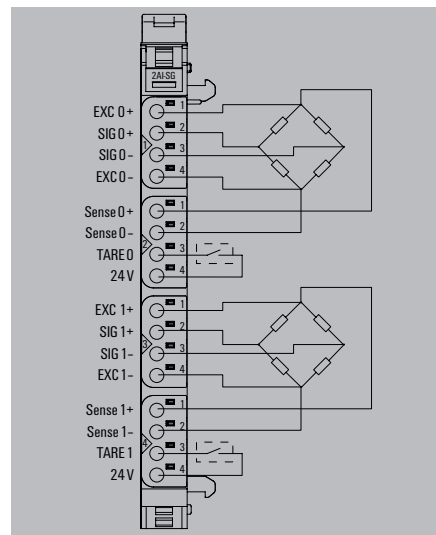 2AI-SG
EXC 0+ 1
SIG 0+ 2
SIG 0– 3
EXC 0– 4
1
Sense 0+ 1
Sense 0– 2
TARE 0 3
24 V 4
2
EXC 1+ 1
SIG 1+ 2
SIG 1– 3
EXC 1– 4
3
Sense 1+ 1
Sense 1– 2
TARE 1 3
24 V 4
4